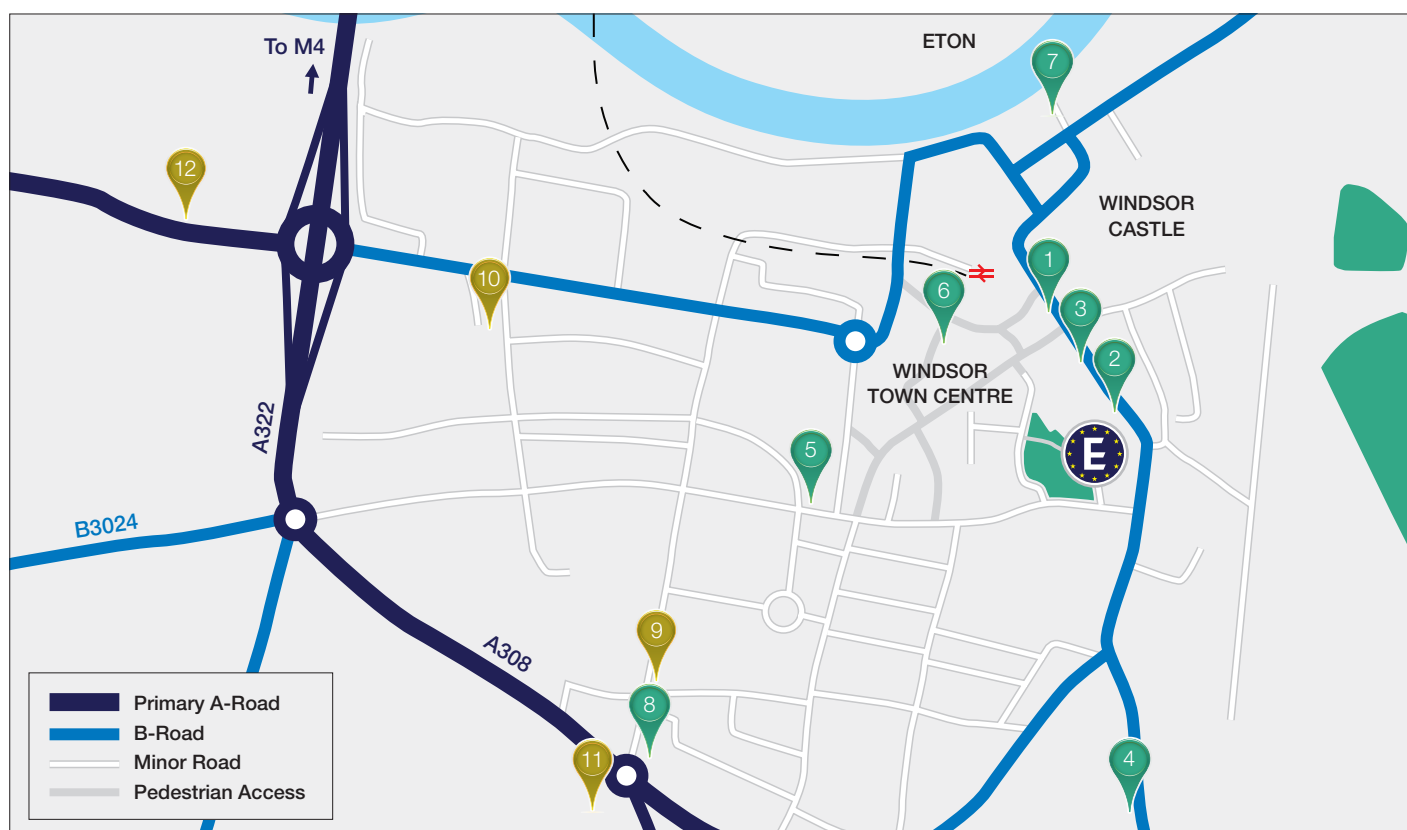 To M4
ETON
7
12
WINDSOR
CASTLE
1
10
6
3
2
WINDSOR
TOWN CENTRE
A322
5
E
B3024
9
A308
8
11
4
Primary A-Road
B-Road
Minor Road
Pedestrian Access